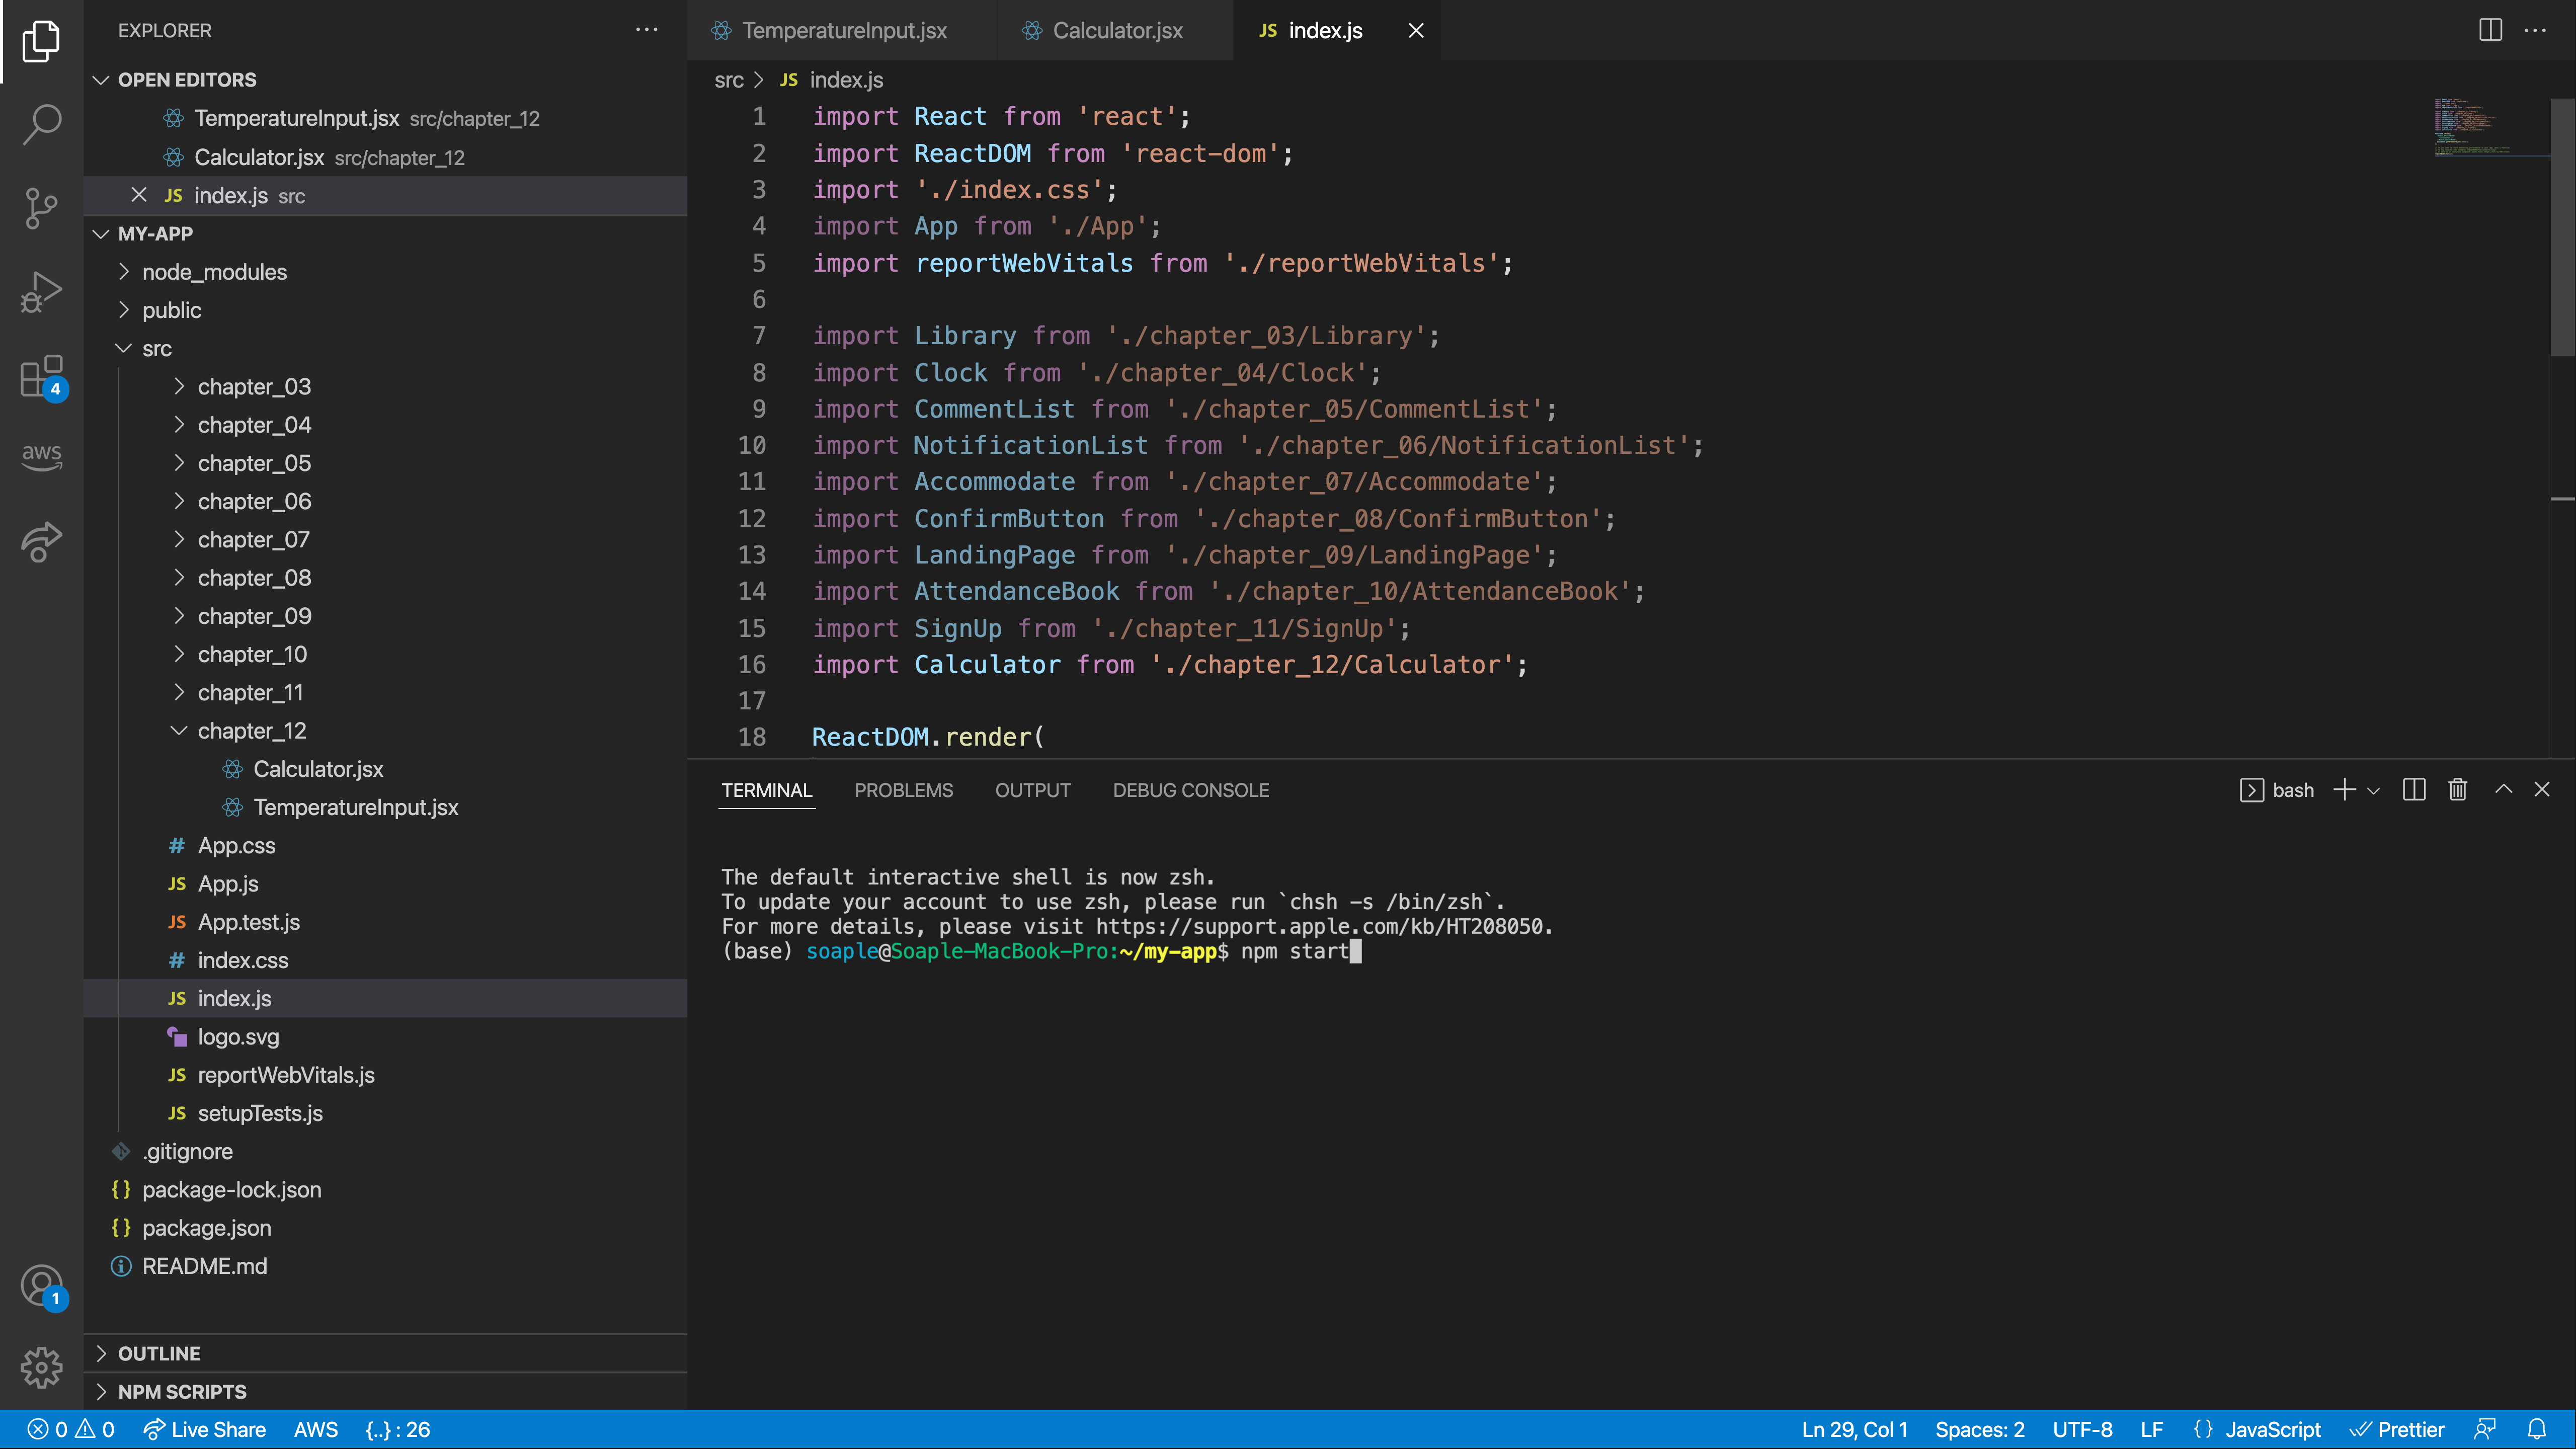 EXPLORER
OPEN EDITORS
TemperatureInput.jsx src/chapter_12
Calculator.jsx src/chapter_12
JS index.js src
MY-APP
node_modules
public
src
chapter_03
chapter_04
chapter_05
chapter_06
chapter_07
chapter_08
chapter_09
chapter_10
chapter_11
chapter_12
Calculator.jsx
TemperatureInput.jsx
# App.css
JS App.js
JS App.test.js
# index.css
JS index.js
logo.svg
JS reportWebVitals.js
JS setupTests.js
.gitignore
{} package-lock.json
{} package.json
README.md
OUTLINE
NPM SCRIPTS
4
aws
1
TemperatureInput.jsx Calculator.jsx JS index.js
src > JS index.js
1 import React from 'react';
2 import ReactDOM from 'react-dom';
3 import './index.css';
4 import App from './App';
5 import reportWebVitals from './reportWebVitals';
6
7 import Library from './chapter_03/Library';
8 import Clock from './chapter_04/Clock';
9 import CommentList from './chapter_05/CommentList';
10 import NotificationList from './chapter_06/NotificationList';
11 import Accommodate from './chapter_07/Accommodate';
12 import ConfirmButton from './chapter_08/ConfirmButton';
13 import LandingPage from './chapter_09/LandingPage';
14 import AttendanceBook from './chapter_10/AttendanceBook';
15 import SignUp from './chapter_11/SignUp';
16 import Calculator from './chapter_12/Calculator';
17
18 ReactDOM.render(
TERMINAL PROBLEMS OUTPUT DEBUG CONSOLE bash
The default interactive shell is now zsh.
To update your account to use zsh, please run `chsh -s /bin/zsh`.
For more details, please visit https://support.apple.com/kb/HT208050.
(base) soaple@Soaple-MacBook-Pro:~/my-app$ npm start
0 0 Live Share AWS {..} : 26 Ln 29, Col 1 Spaces: 2 UTF-8 LF {} JavaScript Prettier